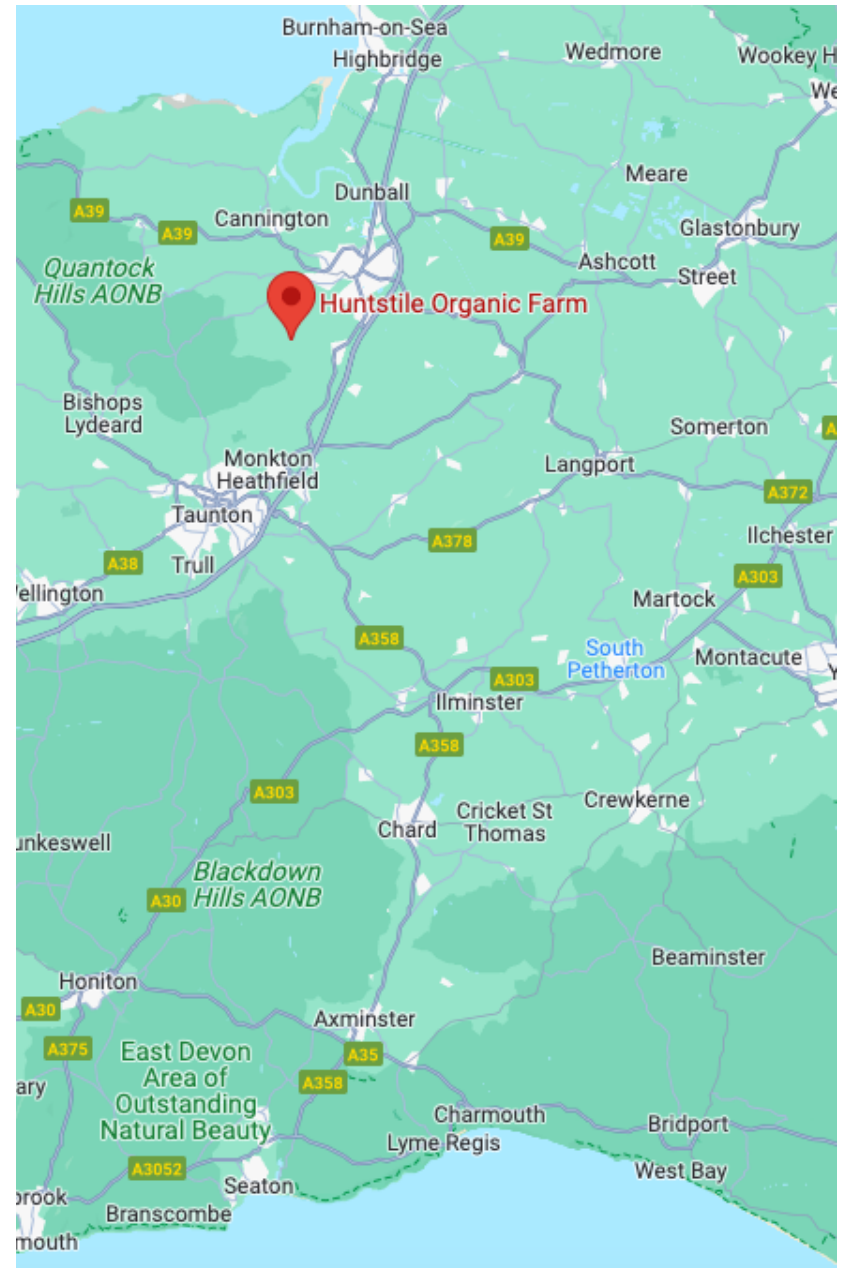 Burnham-on-Sea
Highbridge
Wedmore
Wookey H
We
Meare
Dunball
A39
Cannington
A39
A39
Glastonbury
Ashcott
Street
Quantock
Hills AONB
Huntstile Organic Farm
Bishops
Lydeard
Somerton
A
Monkton
Heathfield
Langport
A372
Taunton
Ilchester
A378
A38
Trull
A303
ellington
Martock
A358
South
Petherton
Montacute
Y
A303
Ilminster
A358
A303
Crewkerne
Cricket St
Thomas
Chard
unkeswell
Blackdown
Hills AONB
A30
Beaminster
Honiton
A30
Axminster
A375
A35
East Devon
Area of
Outstanding
Natural Beauty
A358
ary
Charmouth
Bridport
Lyme Regis
A3052
West Bay
Seaton
brook
Branscombe
mouth